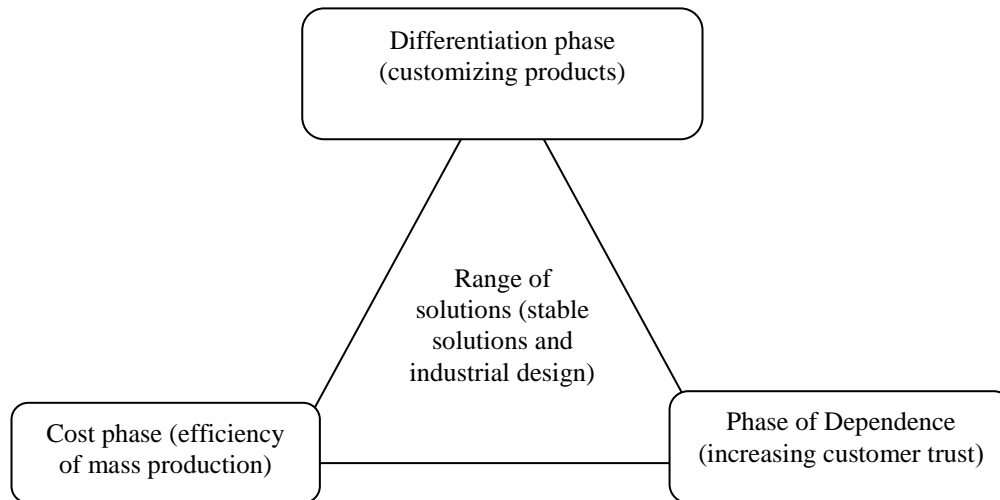 Differentiation phase
(customizing products)
Range of
solutions (stable
solutions and
industrial design)
Cost phase (efficiency
of mass production)
Phase of Dependence
(increasing customer trust)